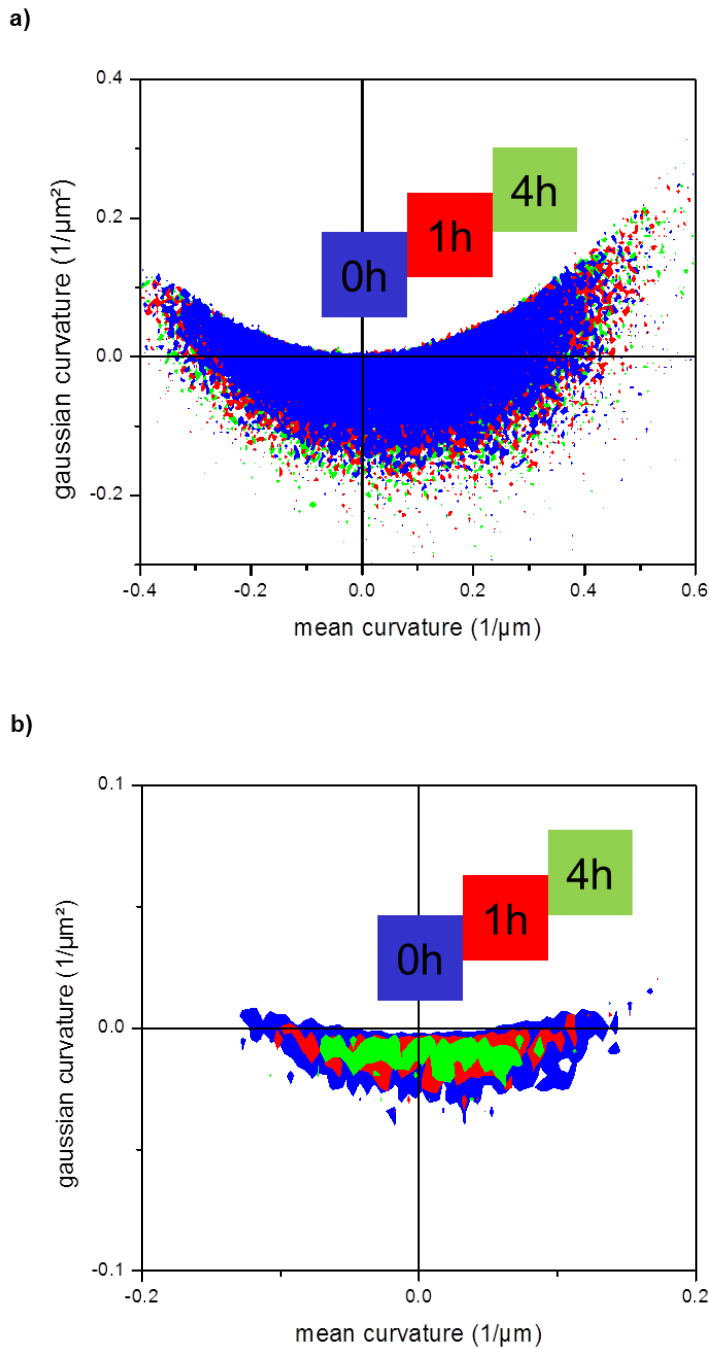 a)
0.4
4h
1h
0.2
0h
gaussian curvature (1/µm²)
0.0
-0.2
-0.4
-0.2
0.0
0.2
0.4
0.6
mean curvature (1/µm)
b)
0.1
4h
1h
0h
gaussian curvature (1/µm²)
0.0
-0.1
-0.2
0.0
0.2
mean curvature (1/µm)